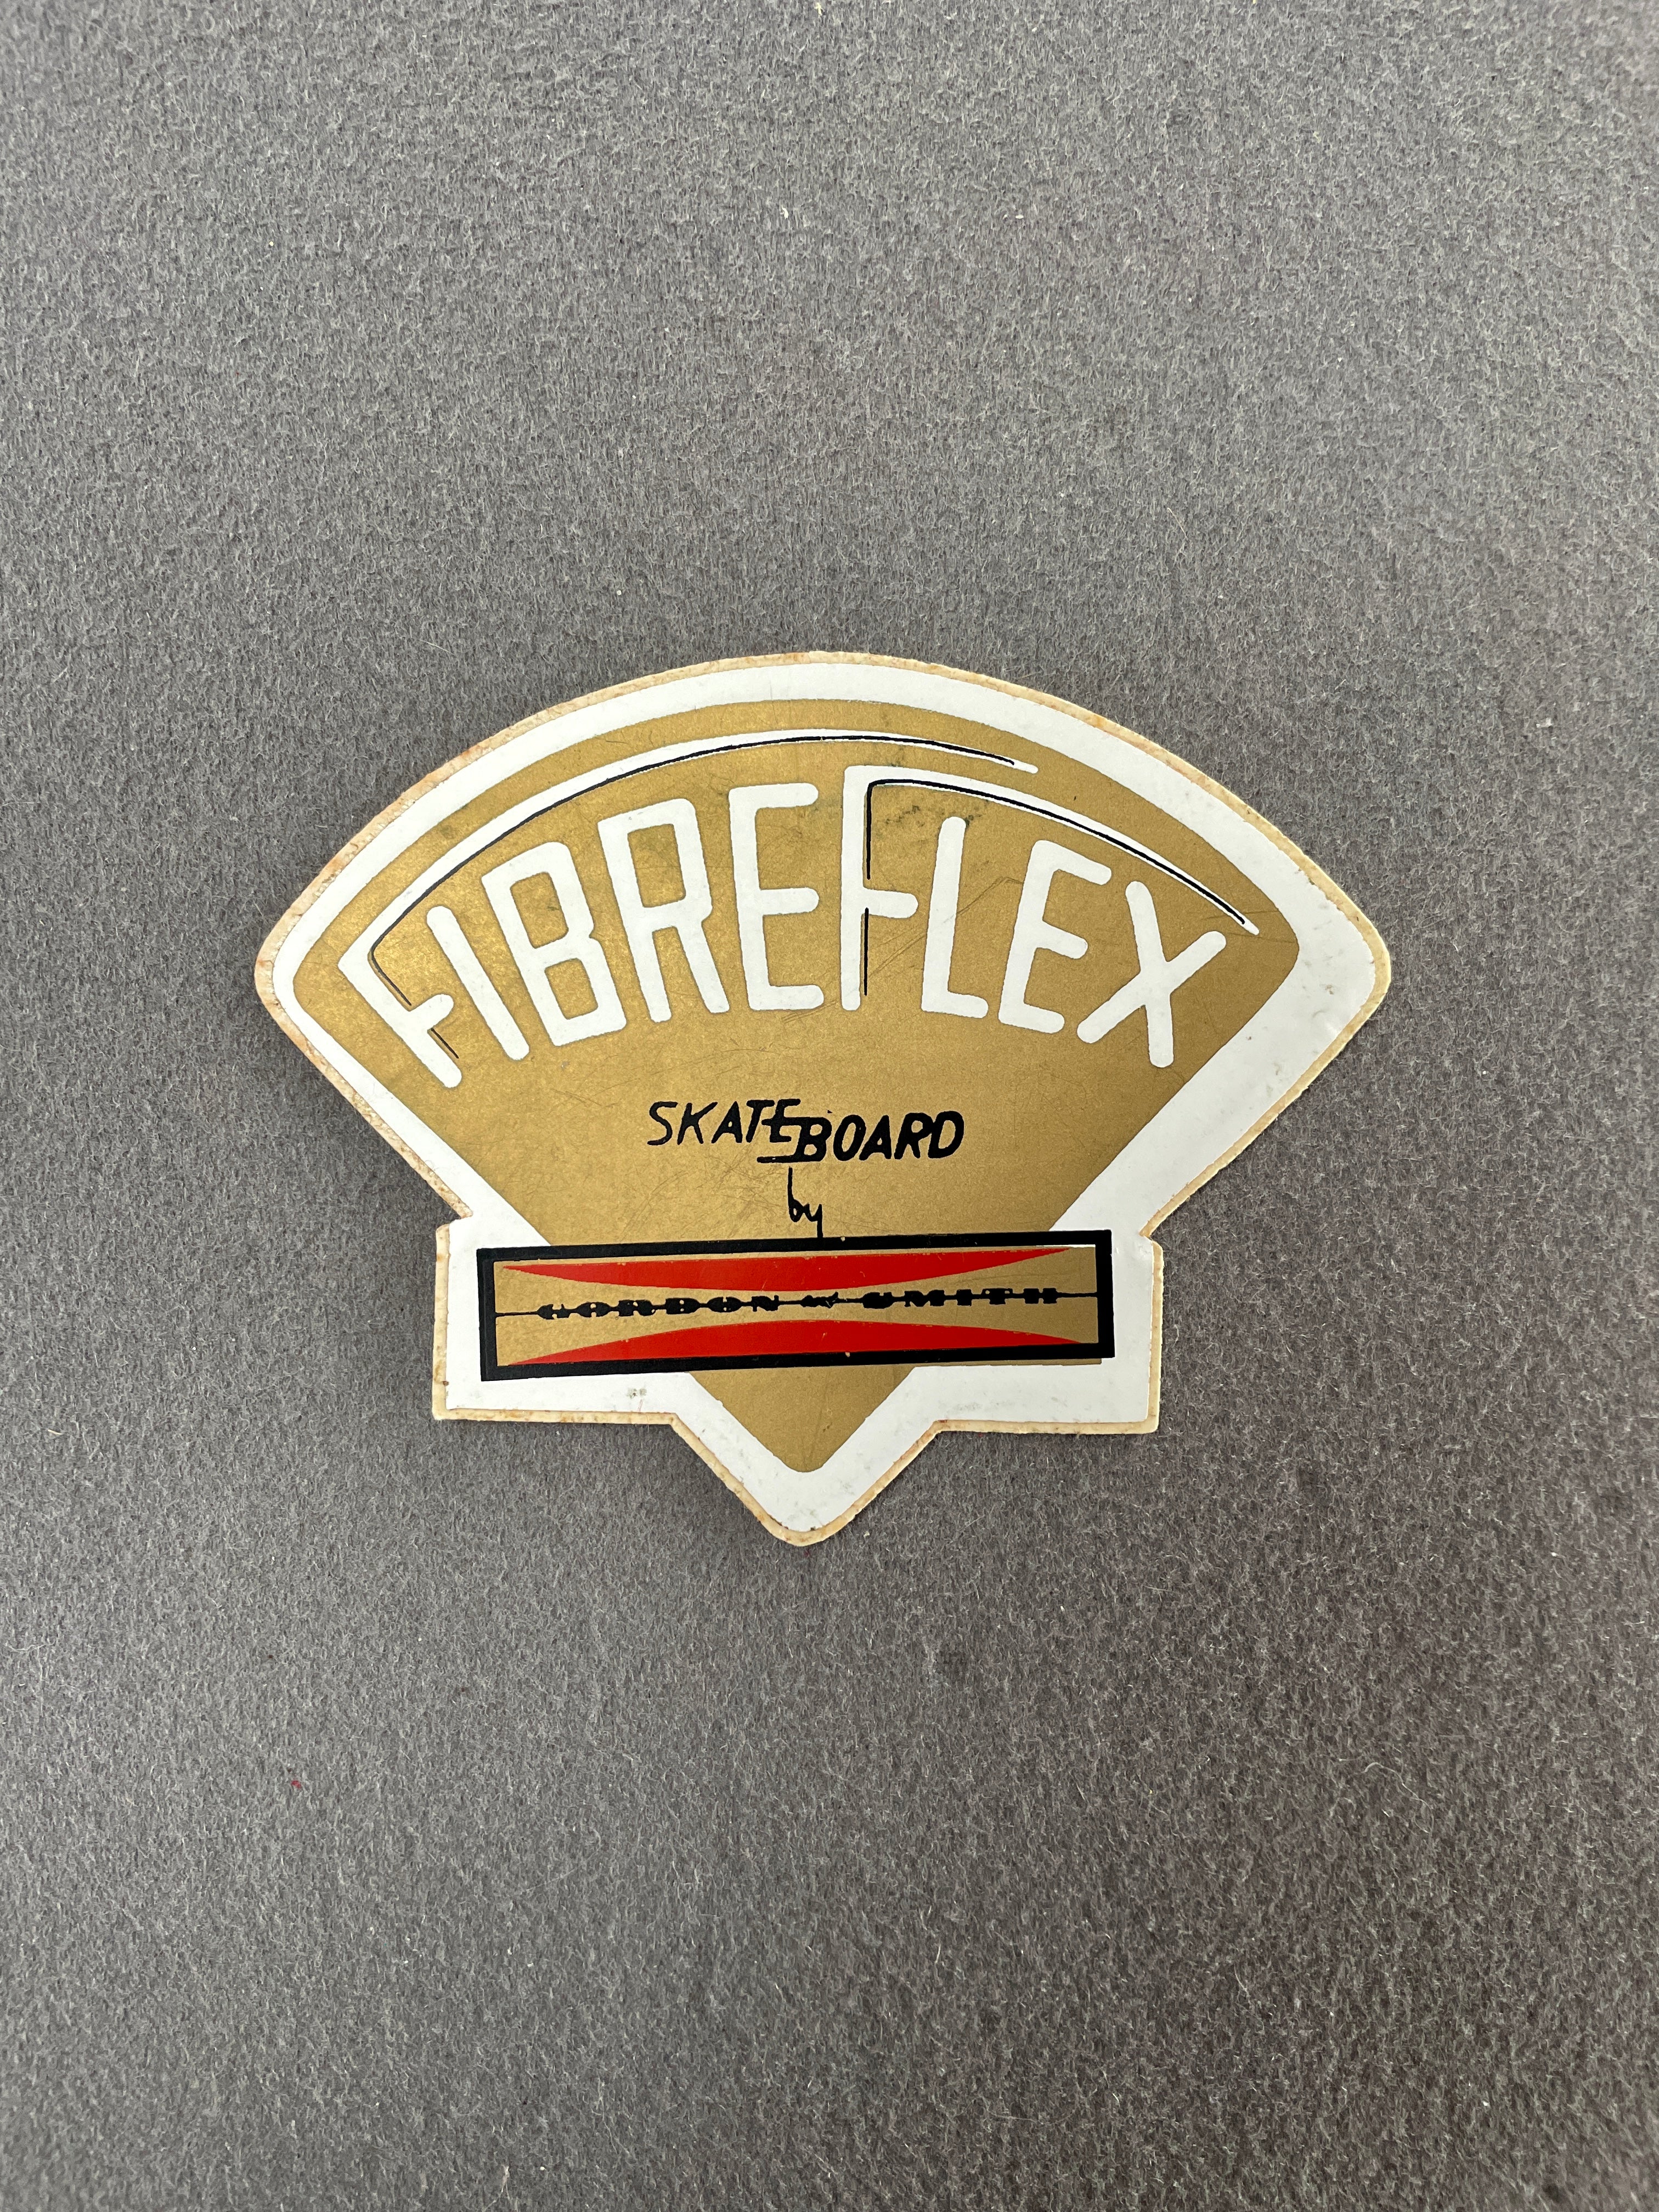 FIBREFLEX
SKATEBOARD
by
GORDON & SMITH